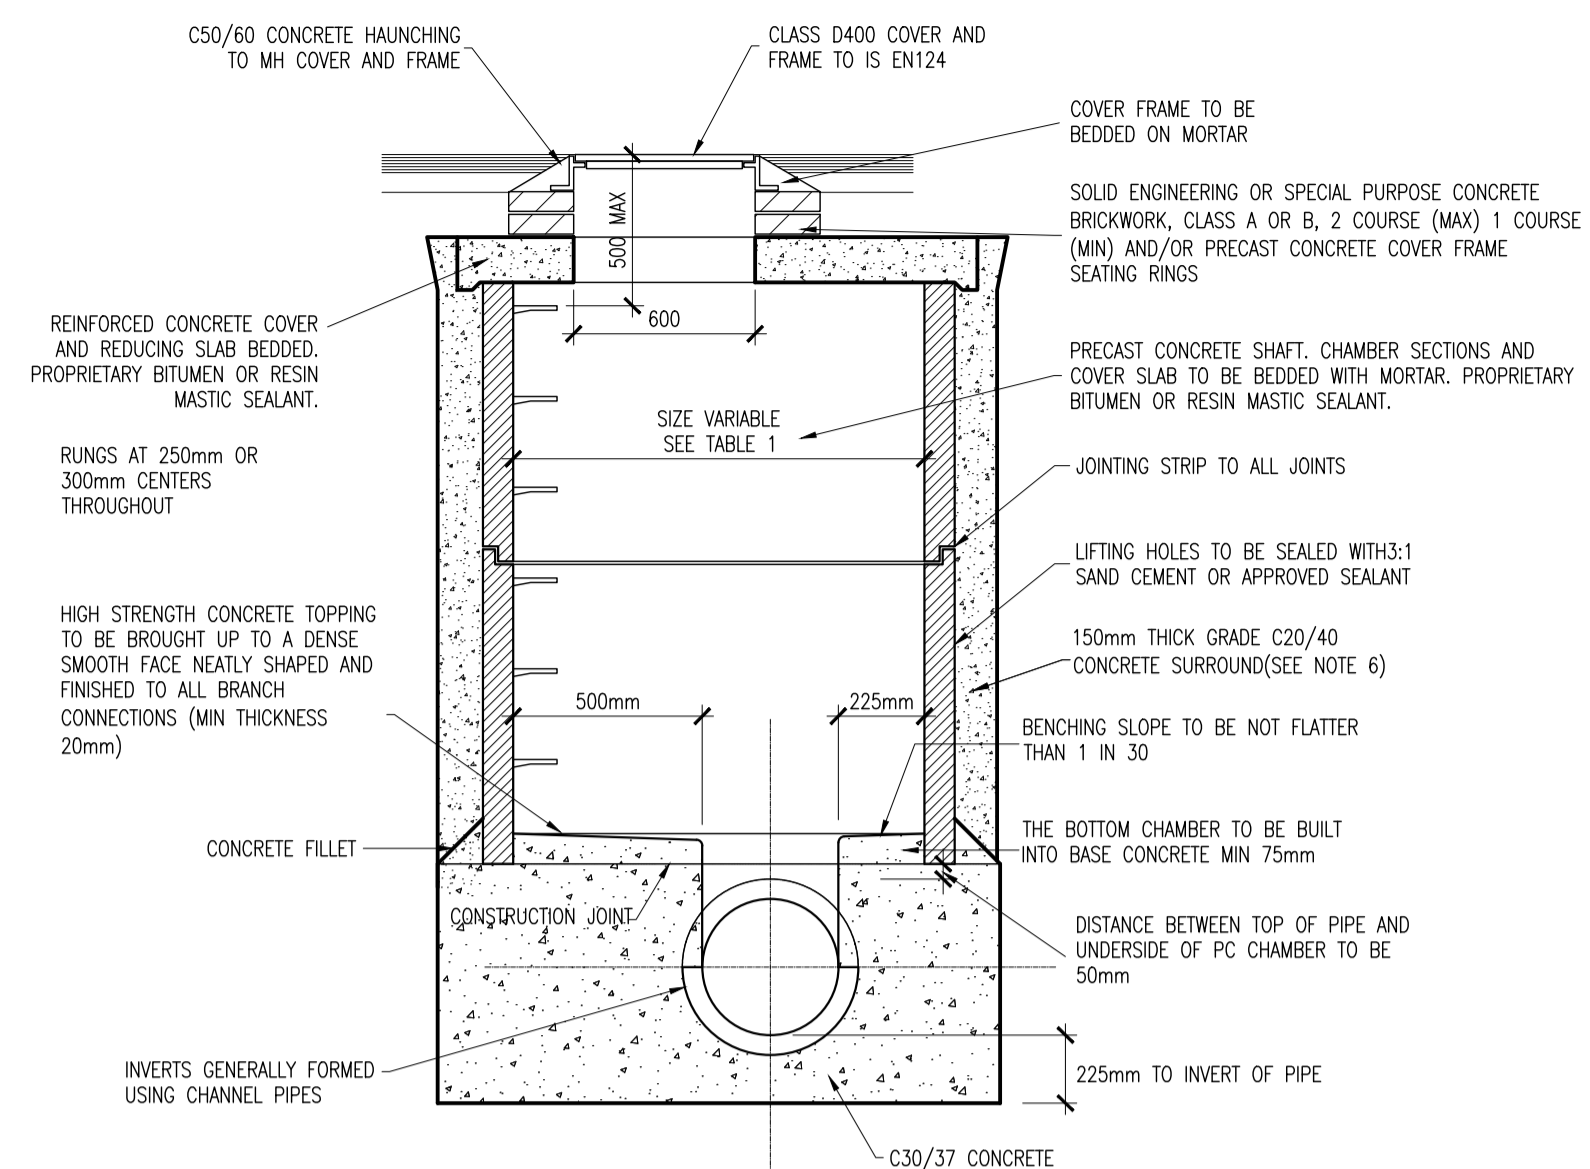 C50/60 CONCRETE HAUNCHING
TO MH COVER AND FRAME
CLASS D400 COVER AND
FRAME TO IS EN124
COVER FRAME TO BE
BEDDED ON MORTAR
SOLID ENGINEERING OR SPECIAL PURPOSE CONCRETE
BRICKWORK, CLASS A OR B, 2 COURSE (MAX) 1 COURSE
(MIN) AND/OR PRECAST CONCRETE COVER FRAME
SEATING RINGS
500 MAX
600
REINFORCED CONCRETE COVER
AND REDUCING SLAB BEDDED.
PROPRIETARY BITUMEN OR RESIN
MASTIC SEALANT.
PRECAST CONCRETE SHAFT. CHAMBER SECTIONS AND
COVER SLAB TO BE BEDDED WITH MORTAR. PROPRIETARY
BITUMEN OR RESIN MASTIC SEALANT.
SIZE VARIABLE
SEE TABLE 1
RUNGS AT 250mm OR
300mm CENTERS
THROUGHOUT
JOINTING STRIP TO ALL JOINTS
LIFTING HOLES TO BE SEALED WITH3:1
SAND CEMENT OR APPROVED SEALANT
HIGH STRENGTH CONCRETE TOPPING
TO BE BROUGHT UP TO A DENSE
SMOOTH FACE NEATLY SHAPED AND
FINISHED TO ALL BRANCH
CONNECTIONS (MIN THICKNESS
20mm)
150mm THICK GRADE C20/40
CONCRETE SURROUND(SEE NOTE 6)
500mm
225mm
BENCHING SLOPE TO BE NOT FLATTER
THAN 1 IN 30
CONCRETE FILLET
THE BOTTOM CHAMBER TO BE BUILT
INTO BASE CONCRETE MIN 75mm
CONSTRUCTION JOINT
DISTANCE BETWEEN TOP OF PIPE AND
UNDERSIDE OF PC CHAMBER TO BE
50mm
INVERTS GENERALLY FORMED
USING CHANNEL PIPES
225mm TO INVERT OF PIPE
C30/37 CONCRETE